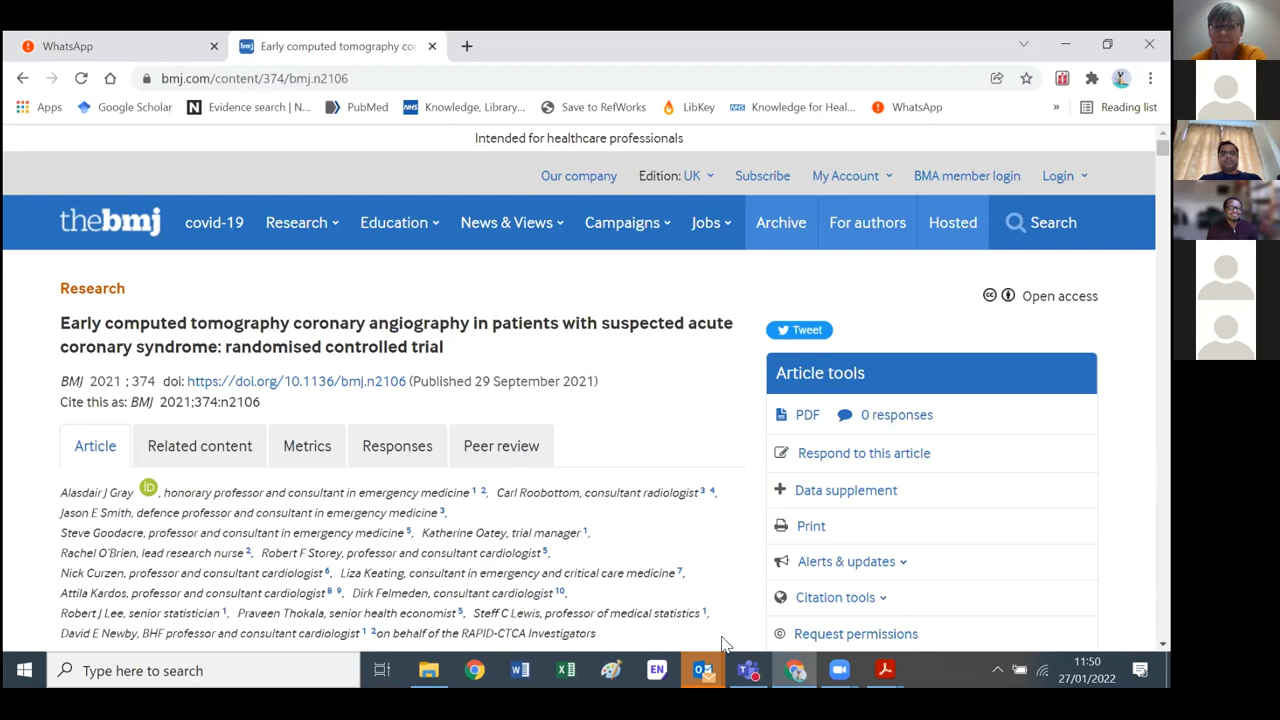 WhatsApp
Early computed tomography cor
bmj.com/content/374/bmj.n2106
Apps Google Scholar Evidence search | N... PubMed Knowledge, Library... Save to RefWorks LibKey Knowledge for Heal... WhatsApp » Reading list
Intended for healthcare professionals
Our company Edition: UK Subscribe My Account BMA member login Login
thebmj covid-19 Research Education News & Views Campaigns Jobs Archive For authors Hosted Search
Research
Open access
Early computed tomography coronary angiography in patients with suspected acute
coronary syndrome: randomised controlled trial
Tweet
BMJ 2021 ; 374 doi: https://doi.org/10.1136/bmj.n2106 (Published 29 September 2021)
Cite this as: BMJ 2021;374:n2106
Article Related content Metrics Responses Peer review
Alasdair J Gray iD, honorary professor and consultant in emergency medicine 1 2, Carl Roobottom, consultant radiologist 3 4,
Jason E Smith, defence professor and consultant in emergency medicine 3,
Steve Goodacre, professor and consultant in emergency medicine 5, Katherine Oatey, trial manager 1,
Rachel O'Brien, lead research nurse 2, Robert F Storey, professor and consultant cardiologist 5,
Nick Curzen, professor and consultant cardiologist 6, Liza Keating, consultant in emergency and critical care medicine 7,
Attila Kardos, professor and consultant cardiologist 8 9, Dirk Felmeden, consultant cardiologist 10,
Robert J Lee, senior statistician 1, Praveen Thokala, senior health economist 5, Steff C Lewis, professor of medical statistics 1,
David E Newby, BHF professor and consultant cardiologist 1 2 on behalf of the RAPID-CTCA Investigators
Article tools
PDF 0 responses
Respond to this article
Data supplement
Print
Alerts & updates
Citation tools
Request permissions
Type here to search
EN
11:50
27/01/2022